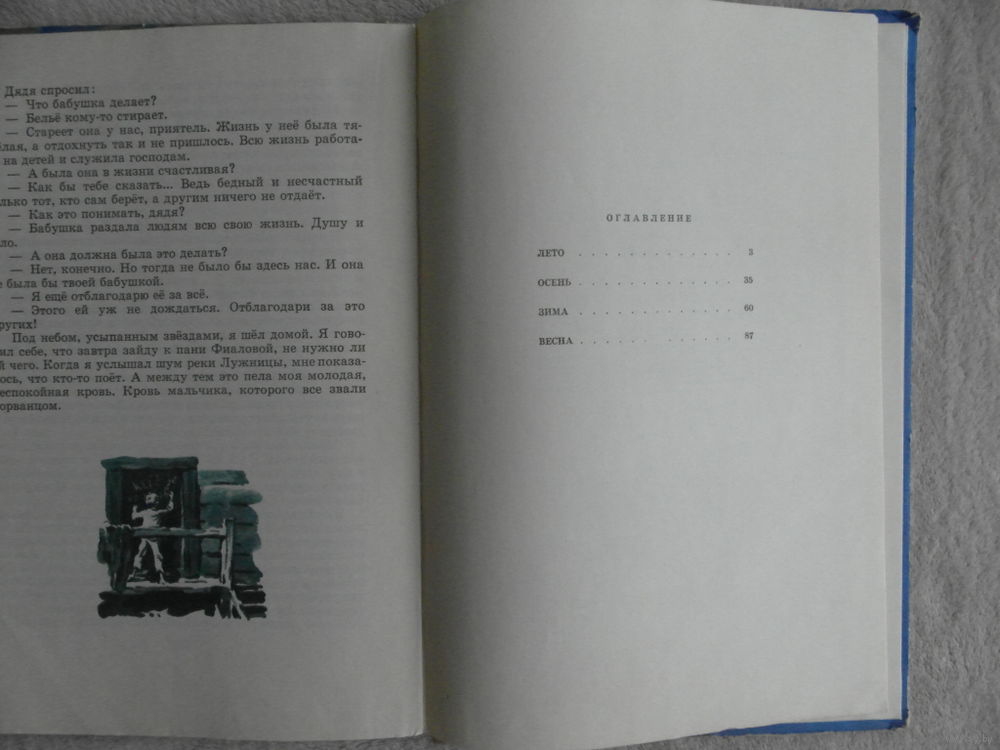 Дядя спросил:
— Что бабушка делает?
— Бельё кому-то стирает.
— Стареет она у нас, приятель. Жизнь у неё была тя-
елая, а отдохнуть так и не пришлось. Всю жизнь работа-
на детей и служила господам.
— А была она в жизни счастливая?
— Как бы тебе сказать... Ведь бедный и несчастный
лько тот, кто сам берёт, а другим ничего не отдаёт.
— Как это понимать, дядя?
— Бабушка раздала людям всю свою жизнь. Душу и
ло.
— А она должна была это делать?
— Нет, конечно. Но тогда не было бы здесь нас. И она
е была бы твоей бабушкой.
— Я ещё отблагодарю её за всё.
— Этого ей уж не дождаться. Отблагодари за это
ругих!
Под небом, усыпанным звёздами, я шёл домой. Я гово-
ил себе, что завтра зайду к пани Фиаловой, не нужно ли
й чего. Когда я услышал шум реки Лужницы, мне показа-
ось, что кто-то поёт. А между тем это пела моя молодая,
еспокойная кровь. Кровь мальчика, которого все звали
орванцом.
ОГЛАВЛЕНИЕ
ЛЕТО . . . . . . . . . . . . . 3
ОСЕНЬ . . . . . . . . . . . . . 35
ЗИМА . . . . . . . . . . . . . 60
ВЕСНА . . . . . . . . . . . . . 87